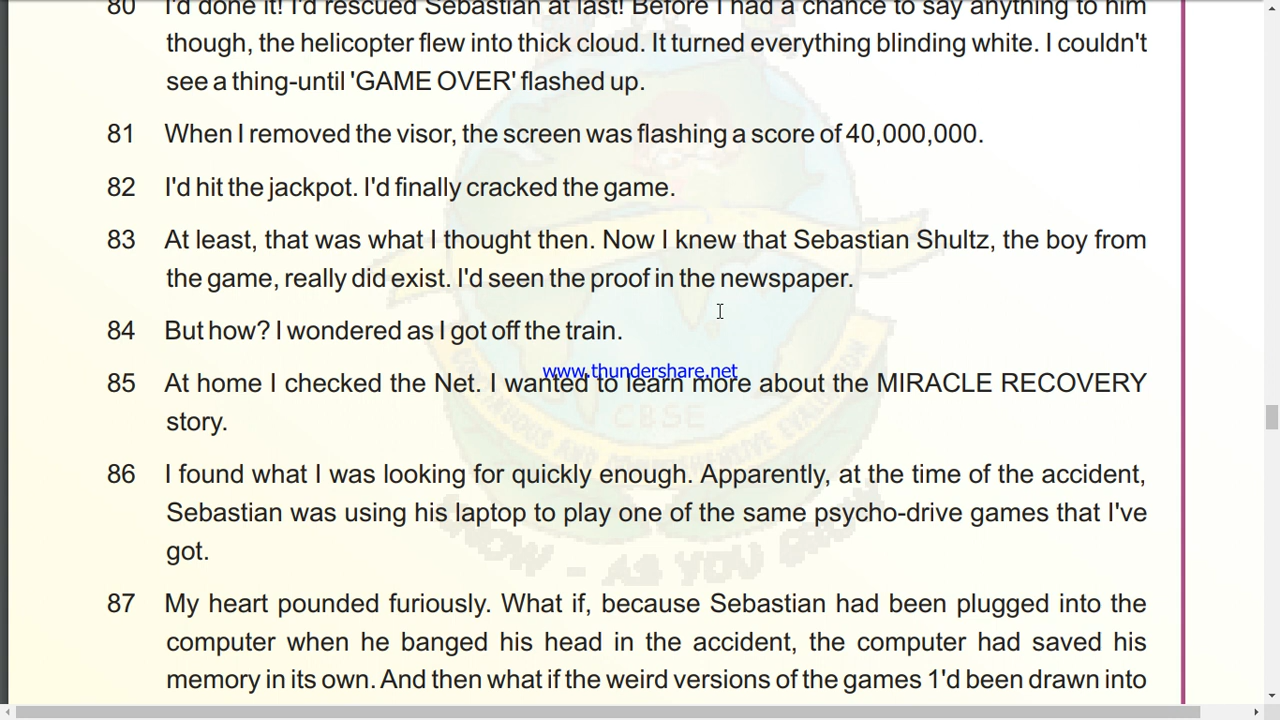 80 I'd done it! I'd rescued Sebastian at last! Before I had a chance to say anything to him
though, the helicopter flew into thick cloud. It turned everything blinding white. I couldn't
see a thing-until 'GAME OVER' flashed up.
81 When I removed the visor, the screen was flashing a score of 40,000,000.
82 I'd hit the jackpot. I'd finally cracked the game.
83 At least, that was what I thought then. Now I knew that Sebastian Shultz, the boy from
the game, really did exist. I'd seen the proof in the newspaper.
84 But how? I wondered as I got off the train.
www.thundershare.net
85 At home I checked the Net. I wanted to learn more about the MIRACLE RECOVERY
story.
CBSE
CONTINUOUS AND COMPREHENSIVE EVALUATION
86 I found what I was looking for quickly enough. Apparently, at the time of the accident,
Sebastian was using his laptop to play one of the same psycho-drive games that I've
got.
KNOW - AS YOU GROW
87 My heart pounded furiously. What if, because Sebastian had been plugged into the
computer when he banged his head in the accident, the computer had saved his
memory in its own. And then what if the weird versions of the games 1'd been drawn into